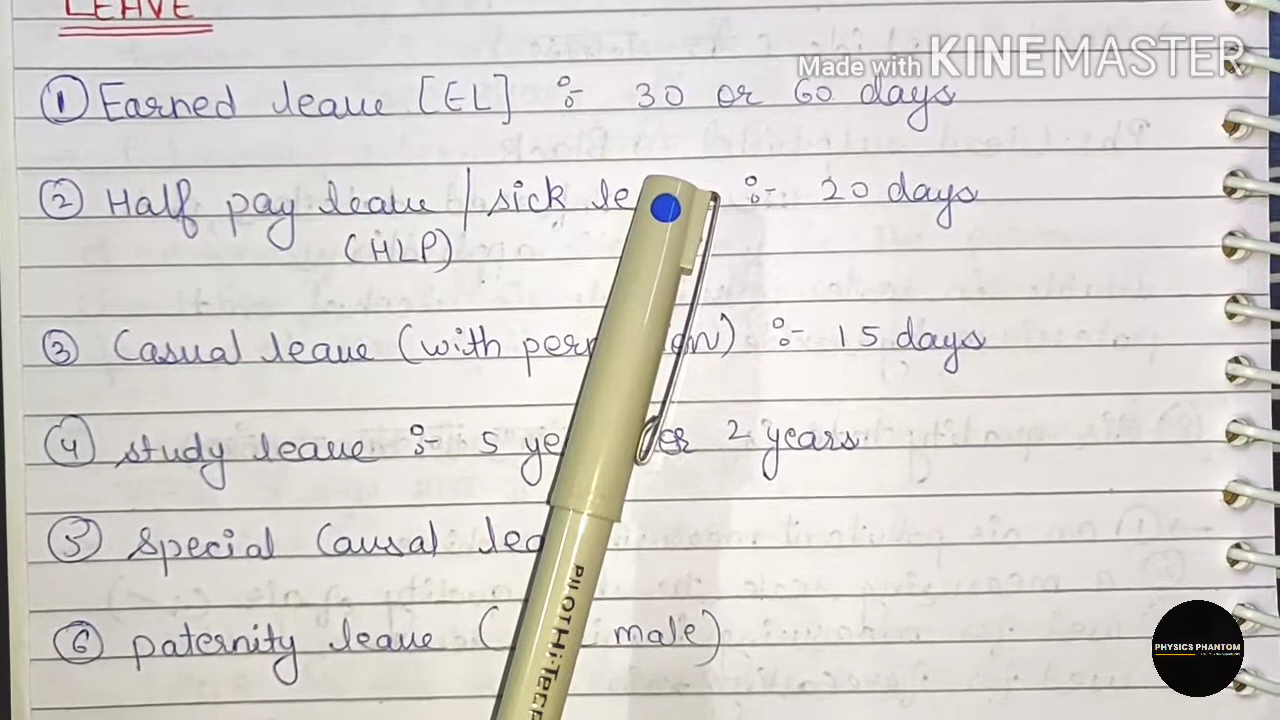 LEAVE
Made with KINEMASTER
① Earned leave [EL] :- 30 or 60 days
② Half pay leave / sick le :- 20 days
(HLP)
③ Casual leave (with per on) :- 15 days
④ study leave :- 5 ye 2 years
⑤ special Causal lea
⑥ paternity leave ( male)
PILOT Hi-TECP
PHYSICS PHANTOM